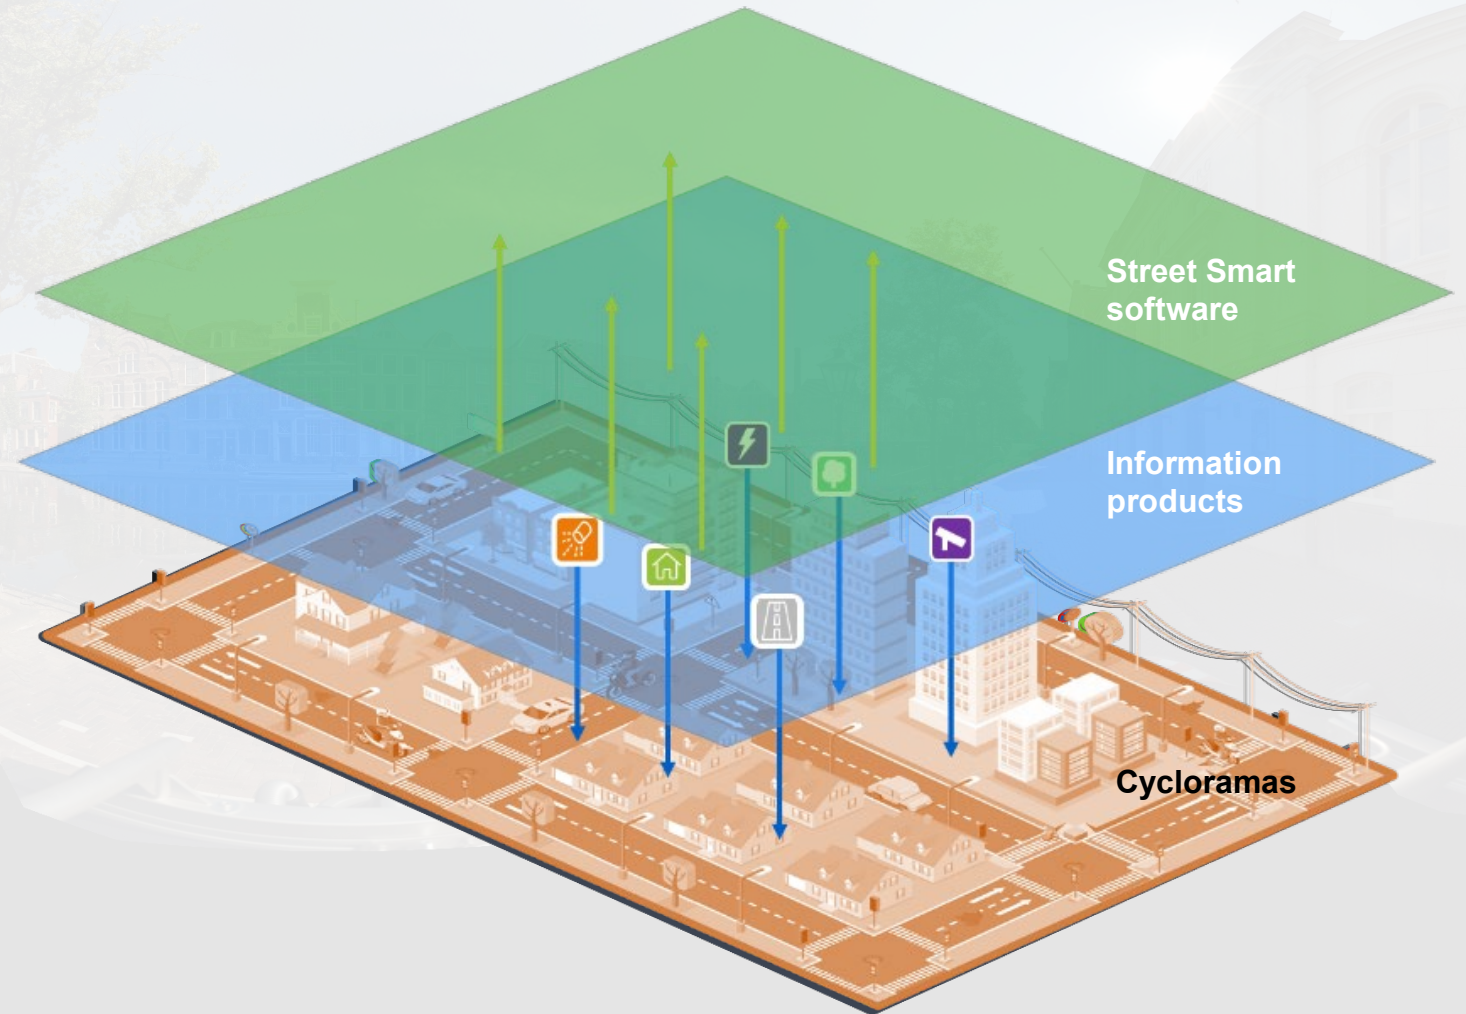 Street Smart
software
Information
products
Cycloramas